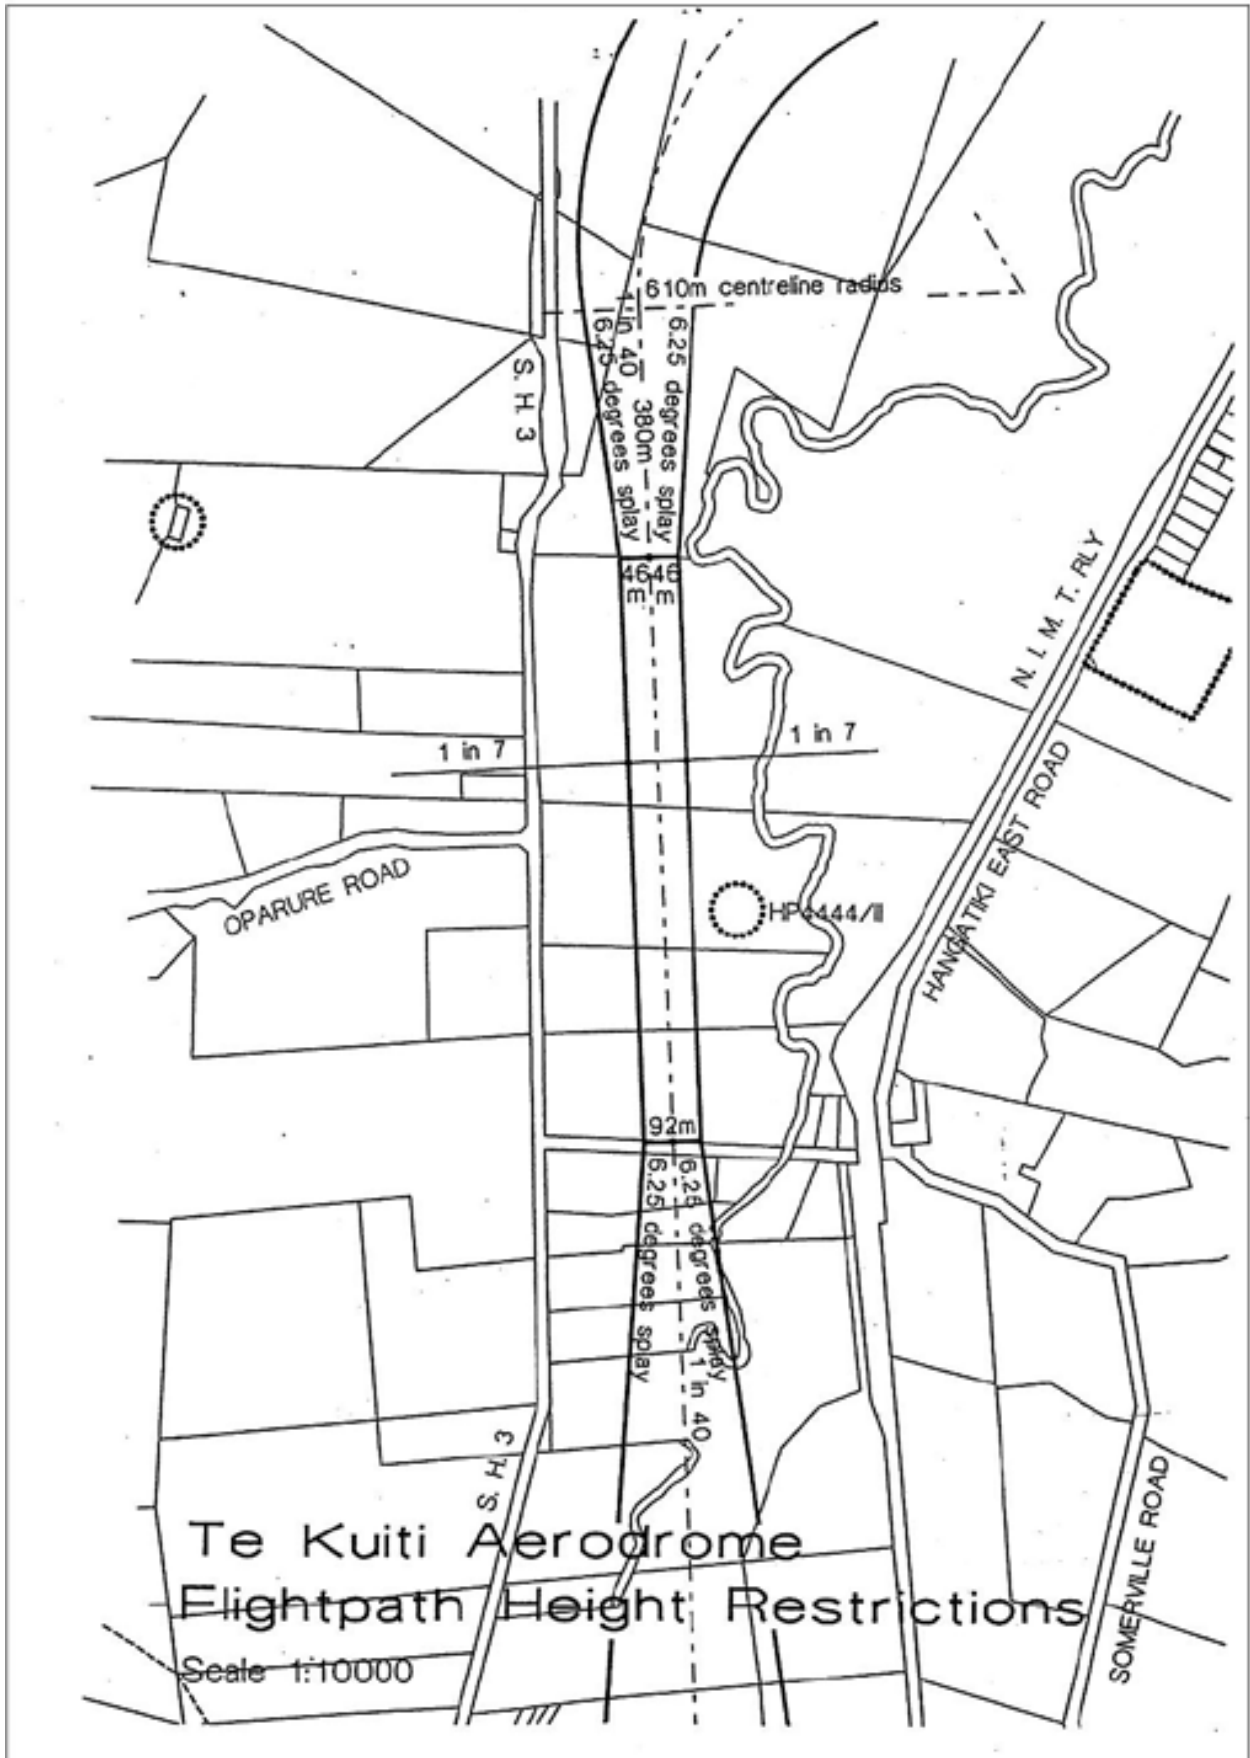 610m centreline radius
1 in 40
6.25 degrees splay
6.25 degrees splay
380m
S. H. 3
46
m
46
m
N. I. M. T. RLY
1 in 7
1 in 7
HANGATIKI EAST ROAD
OPARURE ROAD
HP4444/II
92m
6.25 degrees splay
6.25 degrees splay
1 in 40
S. H. 3
SOMERVILLE ROAD
Te Kuiti Aerodrome
Flightpath Height Restrictions
Scale 1:10000